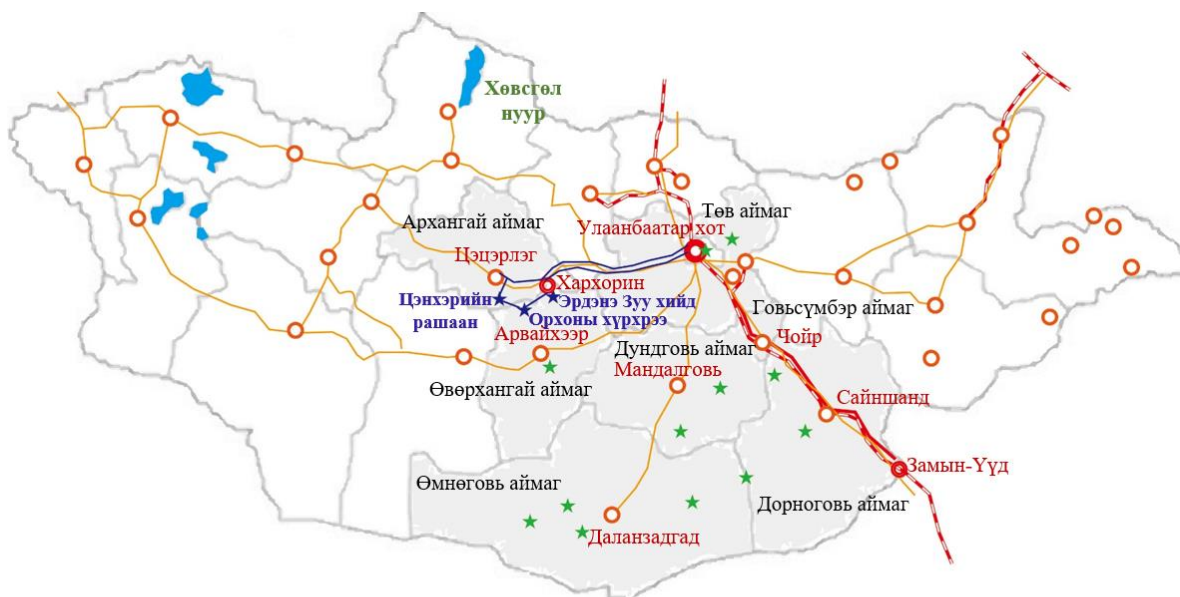 Хөвсгөл
нуур
Архангай аймаг
Төв аймаг
Улаанбаатар хот
Цэцэрлэг
Хархорин
Цэнхэрийн
рашаан
Эрдэнэ Зуу хийд
Орхоны хүрхрээ
Говьсүмбэр аймаг
Арвайхээр
Чойр
Дундговь аймаг
Мандалговь
Өвөрхангай аймаг
Сайншанд
Замын-Үүд
Өмнөговь аймаг
Дорноговь аймаг
Даланзадгад